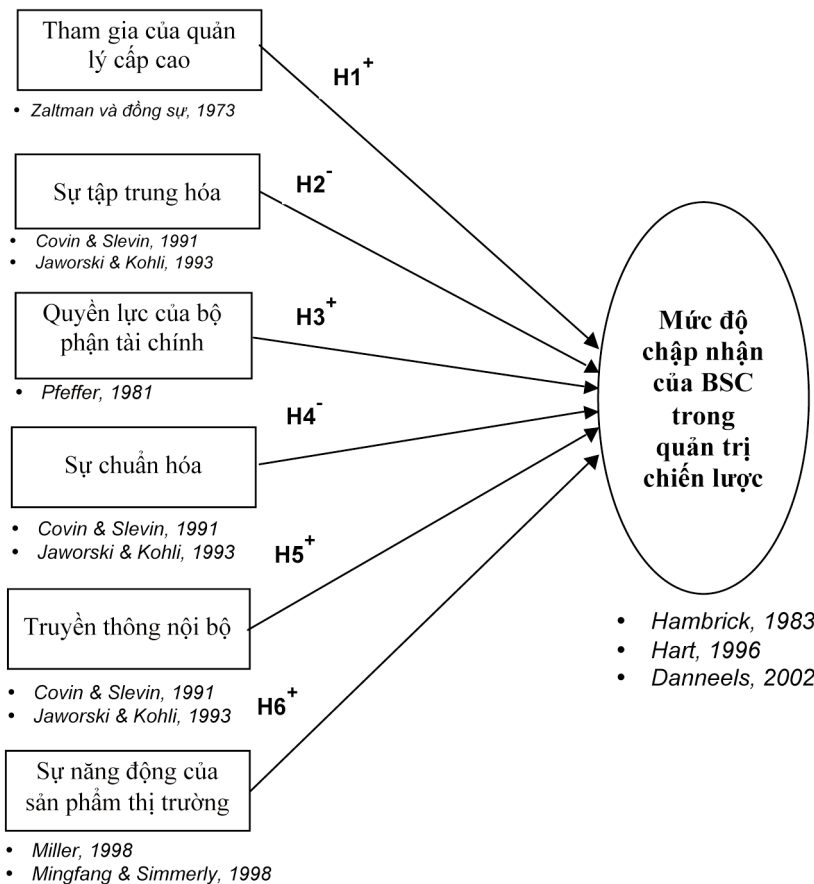 Tham gia của quản
lý cấp cao
H1+
• Zaltman và đồng sự, 1973
Sự tập trung hóa
H2-
• Covin & Slevin, 1991
• Jaworski & Kohli, 1993
Quyền lực của bộ
phận tài chính
H3+
• Pfeffer, 1981
H4-
Sự chuẩn hóa
• Covin & Slevin, 1991
• Jaworski & Kohli, 1993
H5+
Truyền thông nội bộ
• Covin & Slevin, 1991
• Jaworski & Kohli, 1993
H6+
Sự năng động của
sản phẩm thị trường
• Miller, 1998
• Mingfang & Simmerly, 1998
Mức độ
chập nhận
của BSC
trong
quản trị
chiến lược
• Hambrick, 1983
• Hart, 1996
• Danneels, 2002